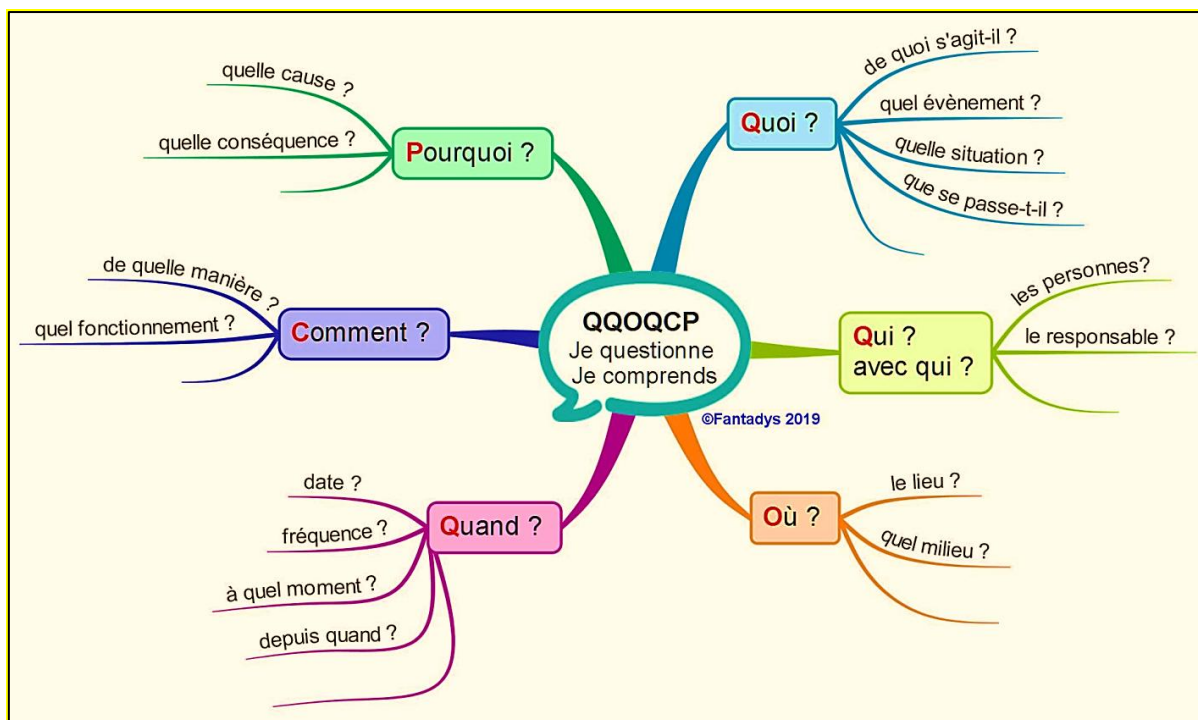 QQOQCP
Je questionne
Je comprends
©Fantadys 2019
Quoi ?
de quoi s'agit-il ?
quel évènement ?
quelle situation ?
que se passe-t-il ?
Qui ?
avec qui ?
les personnes?
le responsable ?
Où ?
le lieu ?
quel milieu ?
Quand ?
date ?
fréquence ?
à quel moment ?
depuis quand ?
Comment ?
de quelle manière ?
quel fonctionnement ?
Pourquoi ?
quelle cause ?
quelle conséquence ?